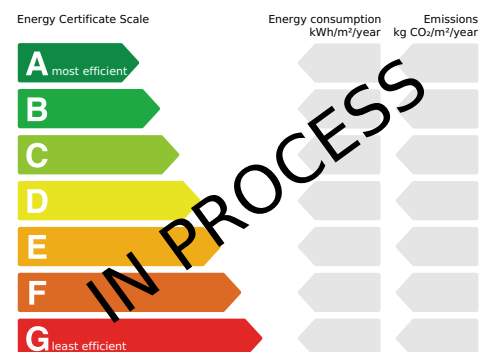 Energy Certificate Scale
Energy consumption
kWh/m²/year
Emissions
kg CO₂/m²/year
A most efficient
B
C
D
E
F
G least efficient
IN PROCESS